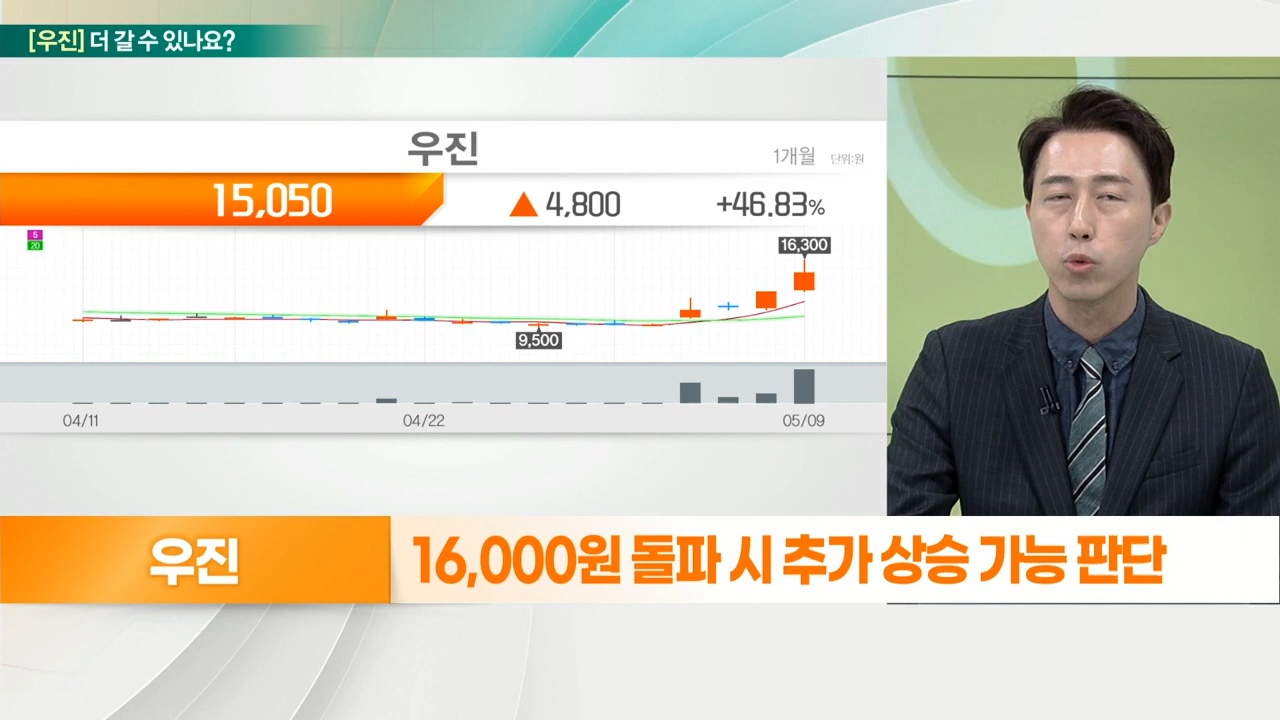 [우진] 더 갈 수 있나요?
우진
1개월 단위:원
15,050 ▲ 4,800 +46.83%
5
20
16,300
9,500
04/11 04/22 05/09
우진 16,000원 돌파 시 추가 상승 가능 판단